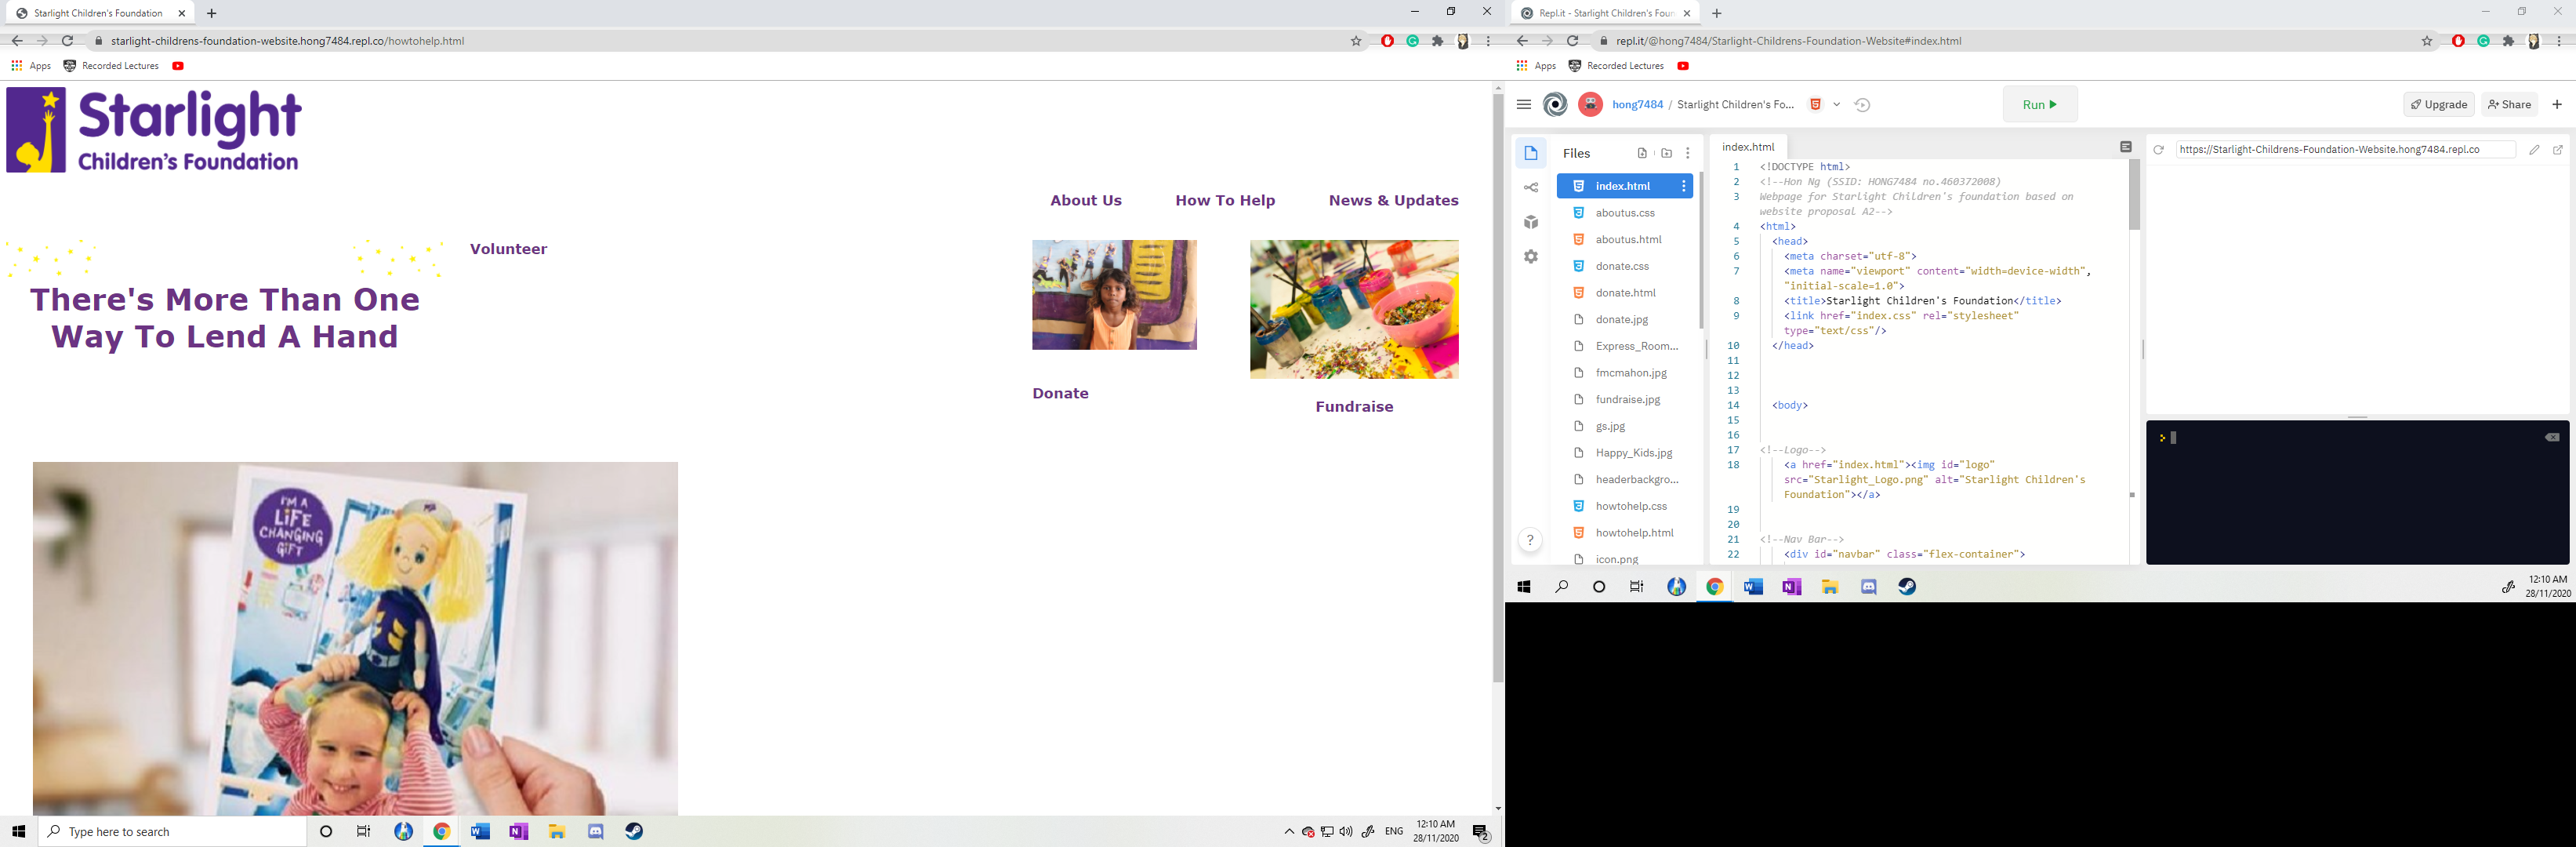 Starlight Children's Foundation
starlight-childrens-foundation-website.hong7484.repl.co/howtohelp.html
Apps
Recorded Lectures
Starlight
Children's Foundation
About Us
How To Help
News & Updates
Volunteer
There's More Than One
Way To Lend A Hand
Donate
Fundraise
I'M A
LiFE
CHANGING
GiFT
Type here to search
ENG
12:10 AM
28/11/2020
2
Repl.it - Starlight Children's Foun
repl.it/@hong7484/Starlight-Childrens-Foundation-Website#index.html
Apps
Recorded Lectures
hong7484 / Starlight Children's Fo...
Run
Upgrade
Share
Files
index.html
aboutus.css
aboutus.html
donate.css
donate.html
donate.jpg
Express_Room...
fmcmahon.jpg
fundraise.jpg
gs.jpg
Happy_Kids.jpg
headerbackgro...
howtohelp.css
howtohelp.html
icon.png
?
index.html
1 <!DOCTYPE html>
2 <!--Hon Ng (SSID: HONG7484 no.460372008)
3 Webpage for Starlight Children's foundation based on
website proposal A2-->
4 <html>
5 <head>
6 <meta charset="utf-8">
7 <meta name="viewport" content="width=device-width",
"initial-scale=1.0">
8 <title>Starlight Children's Foundation</title>
9 <link href="index.css" rel="stylesheet"
type="text/css"/>
10 </head>
11
12
13
14 <body>
15
16
17 <!--Logo-->
18 <a href="index.html"><img id="logo"
src="Starlight_Logo.png" alt="Starlight Children's
Foundation"></a>
19
20
21 <!--Nav Bar-->
22 <div id="navbar" class="flex-container">
https://Starlight-Childrens-Foundation-Website.hong7484.repl.co
12:10 AM
28/11/2020